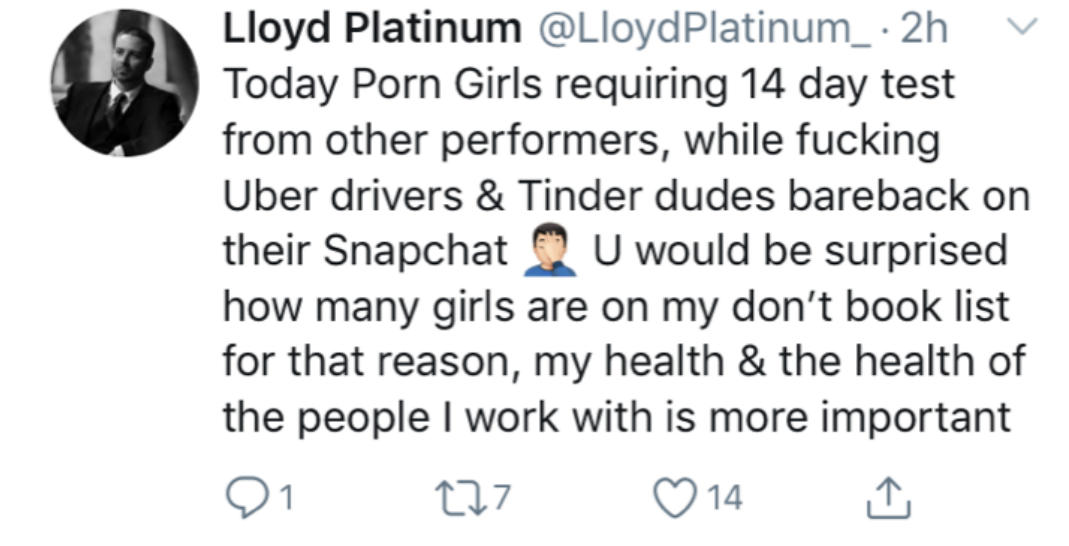 Lloyd Platinum @LloydPlatinum_ · 2h
Today Porn Girls requiring 14 day test
from other performers, while fucking
Uber drivers & Tinder dudes bareback on
their Snapchat 🤦🏻‍♂️ U would be surprised
how many girls are on my don’t book list
for that reason, my health & the health of
the people I work with is more important
1 7 14